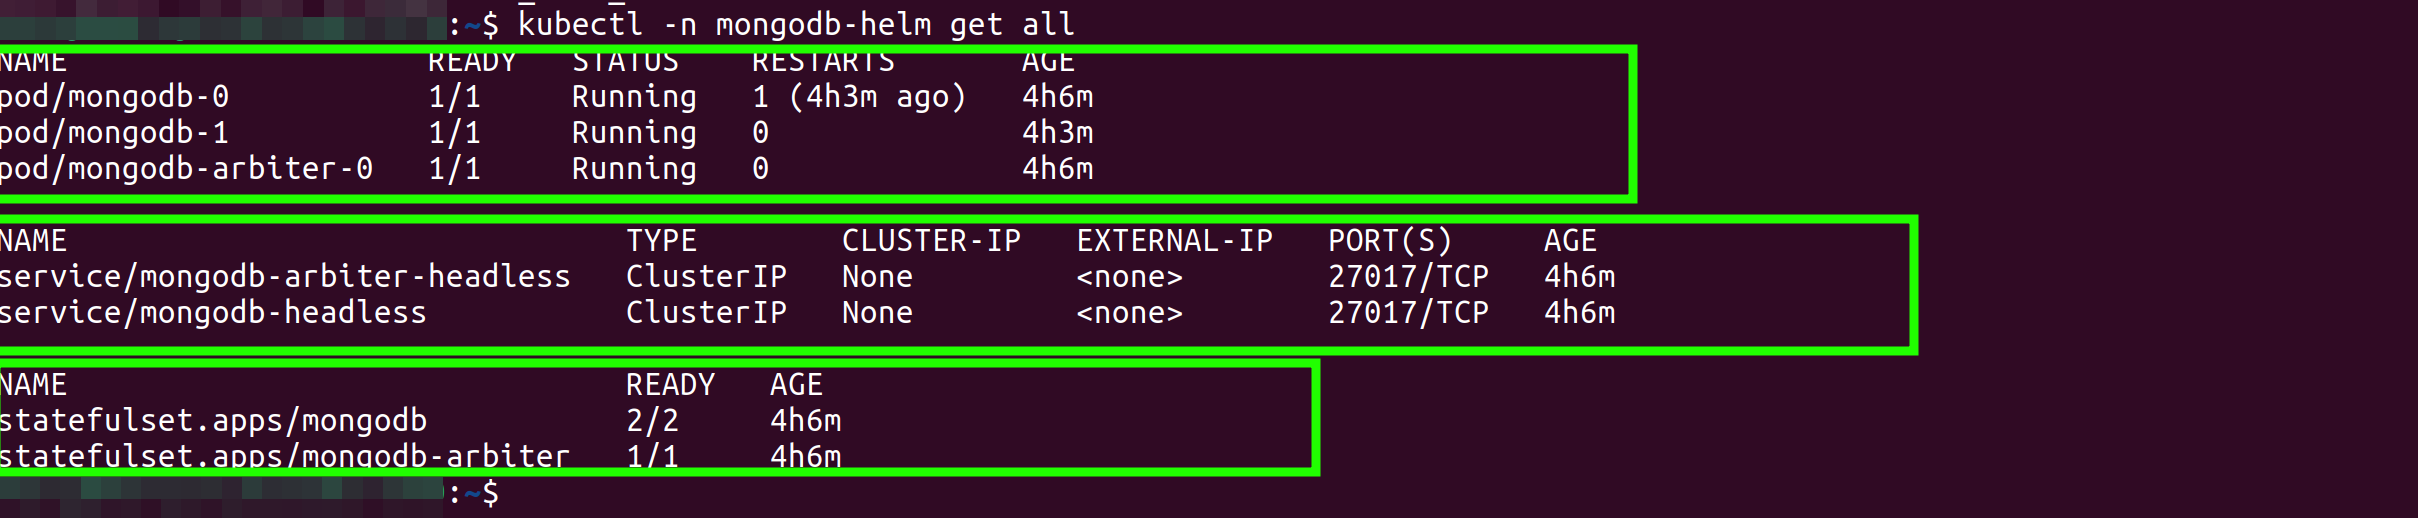 :~$ kubectl -n mongodb-helm get all
NAME READY STATUS RESTARTS AGE
pod/mongodb-0 1/1 Running 1 (4h3m ago) 4h6m
pod/mongodb-1 1/1 Running 0 4h3m
pod/mongodb-arbiter-0 1/1 Running 0 4h6m
NAME TYPE CLUSTER-IP EXTERNAL-IP PORT(S) AGE
service/mongodb-arbiter-headless ClusterIP None <none> 27017/TCP 4h6m
service/mongodb-headless ClusterIP None <none> 27017/TCP 4h6m
NAME READY AGE
statefulset.apps/mongodb 2/2 4h6m
statefulset.apps/mongodb-arbiter 1/1 4h6m
:~$